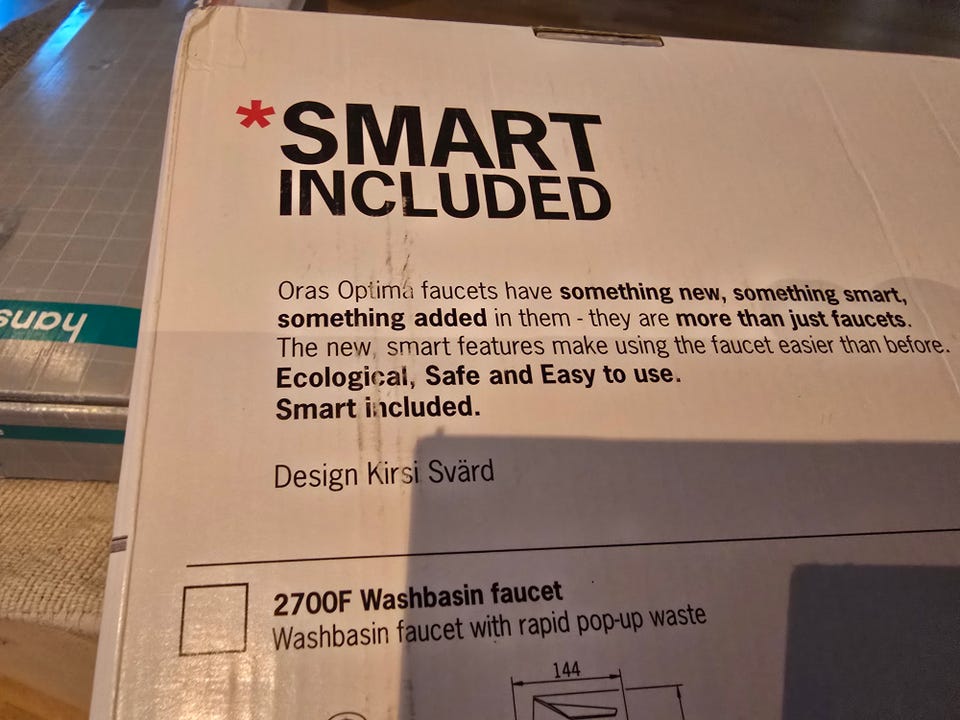 *SMART
INCLUDED
Oras Optima faucets have something new, something smart,
something added in them - they are more than just faucets.
The new, smart features make using the faucet easier than before.
Ecological, Safe and Easy to use.
Smart included.
Design Kirsi Svärd
2700F Washbasin faucet
Washbasin faucet with rapid pop-up waste
144